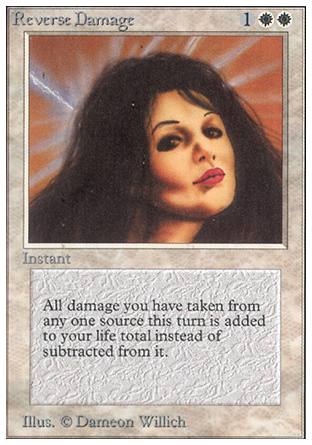 Reverse Damage 1
Instant
All damage you have taken from
any one source this turn is added
to your life total instead of
subtracted from it.
Illus. © Dameon Willich